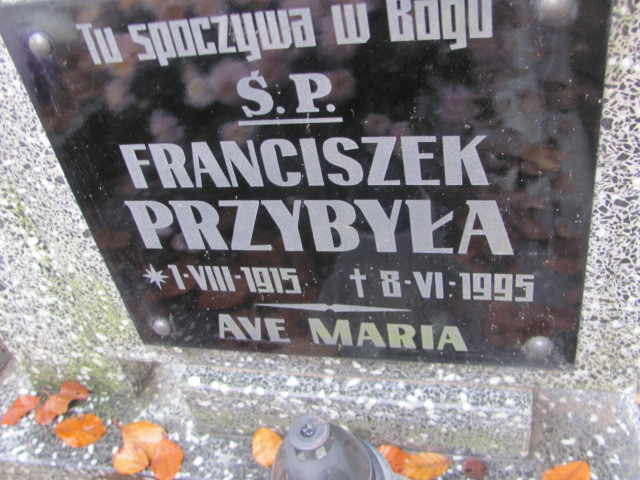 Tu spoczywa w Bogu
Ś.P.
FRANCISZEK
PRZYBYŁA
* 1-VIII-1915 † 8-VI-1995
AVE MARIA